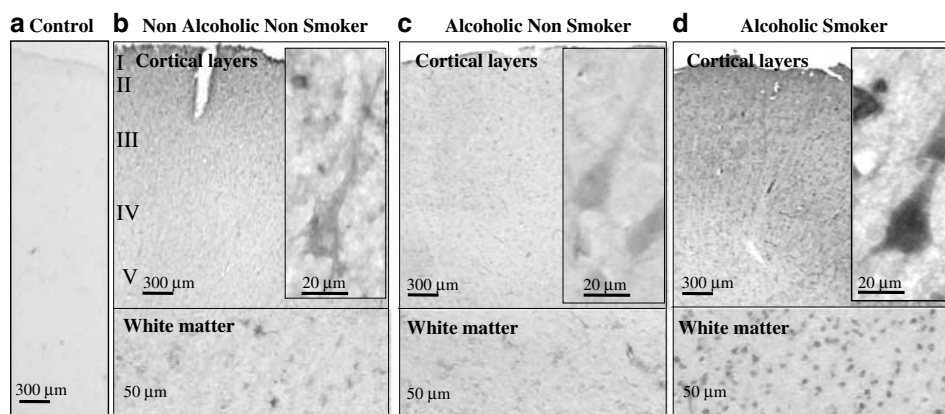 a Control
300 µm
b Non Alcoholic Non Smoker
Cortical layers
I
II
III
IV
V
300 µm
20 µm
White matter
50 µm
c Alcoholic Non Smoker
Cortical layers
300 µm
20 µm
White matter
50 µm
d Alcoholic Smoker
Cortical layers
300 µm
20 µm
White matter
50 µm